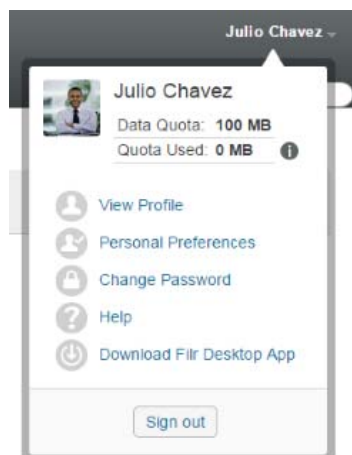 Julio Chavez
Julio Chavez
Data Quota: 100 MB
Quota Used: 0 MB
View Profile
Personal Preferences
Change Password
Help
Download Filr Desktop App
Sign out